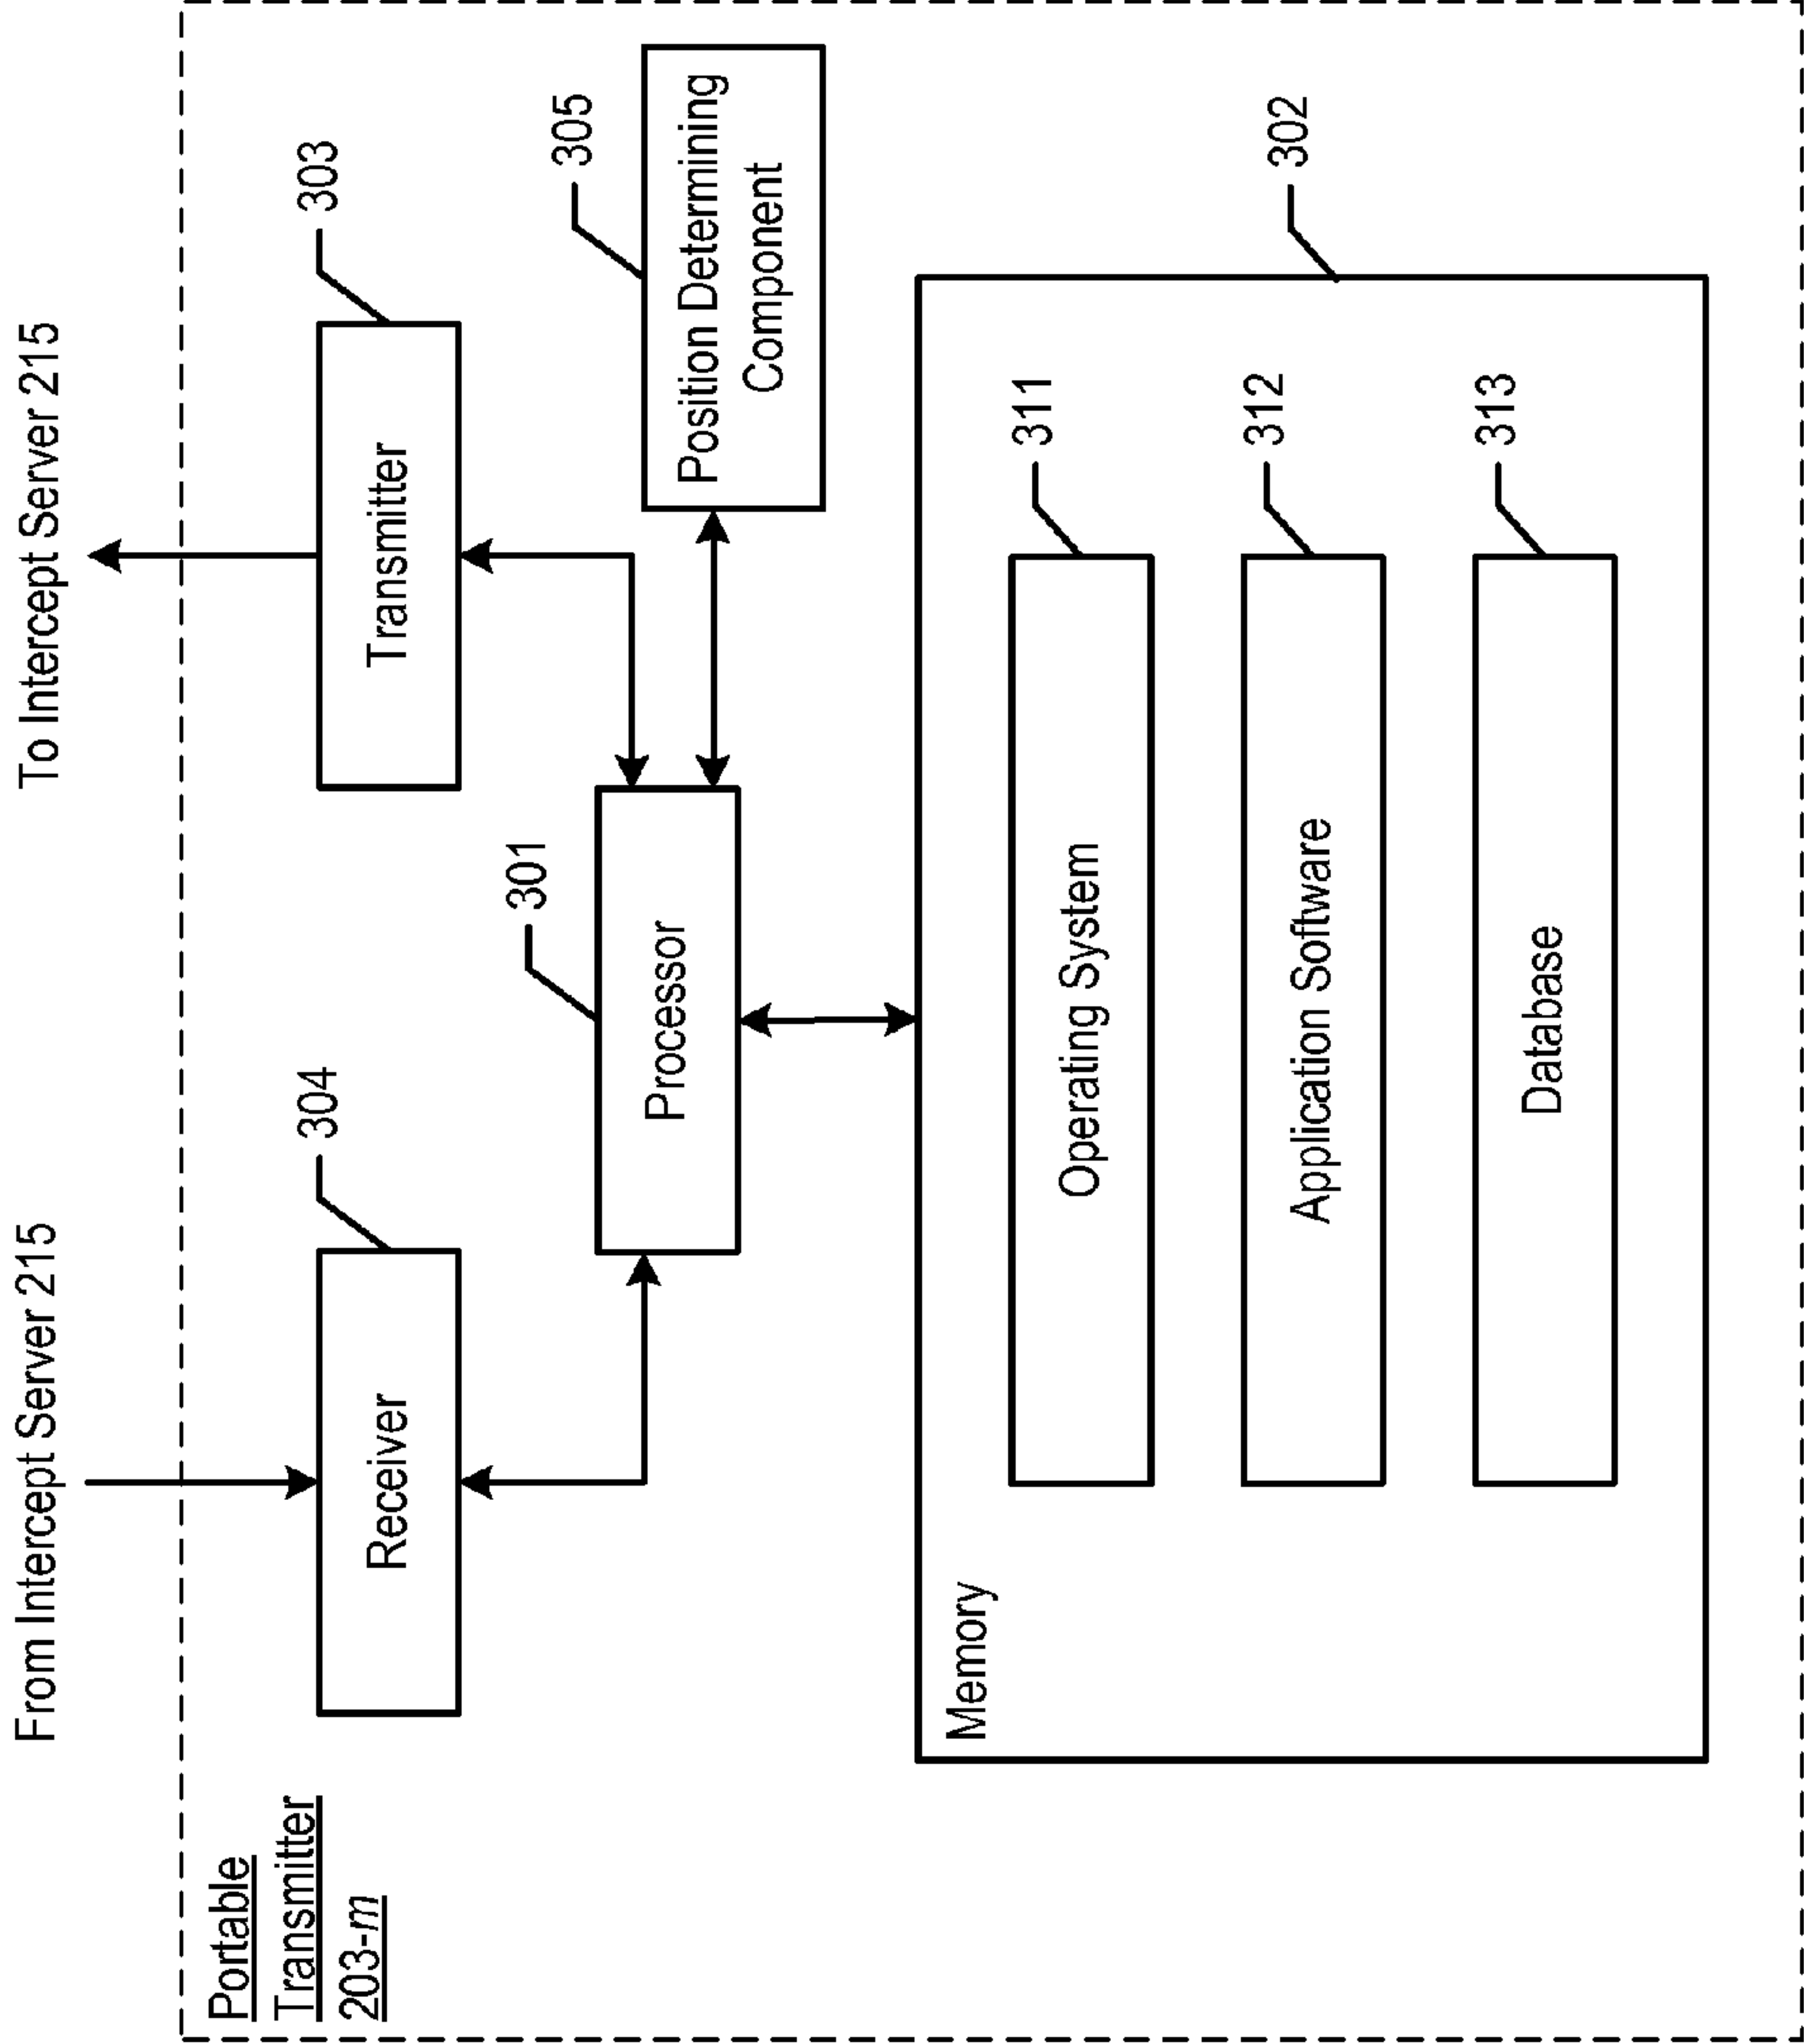 From Intercept Server 215
To Intercept Server 215
Portable
Transmitter
203-m
304
303
Receiver
Transmitter
301
305
Processor
Position Determining
Component
302
Memory
311
Operating System
312
Application Software
313
Database